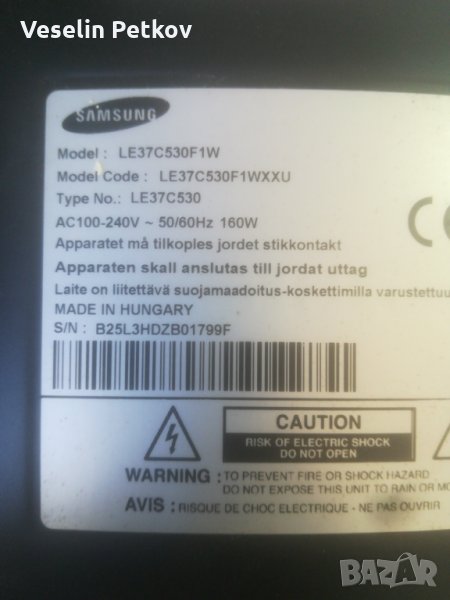 Veselin Petkov
SAMSUNG
Model : LE37C530F1W
Model Code : LE37C530F1WXXU
Type No.: LE37C530
AC100-240V ~ 50/60Hz 160W
Apparatet må tilkoples jordet stikkontakt
Apparaten skall anslutas till jordat uttag
Laite on liitettävä suojamaadoitus-koskettimilla varustettuu
MADE IN HUNGARY
S/N : B25L3HDZB01799F
CAUTION
RISK OF ELECTRIC SHOCK
DO NOT OPEN
WARNING : TO PREVENT FIRE OR SHOCK HAZARD
DO NOT EXPOSE THIS UNIT TO RAIN OR MO
AVIS : RISQUE DE CHOC ELECTRIQUE - NE PAS OUVRIR
BAZAR